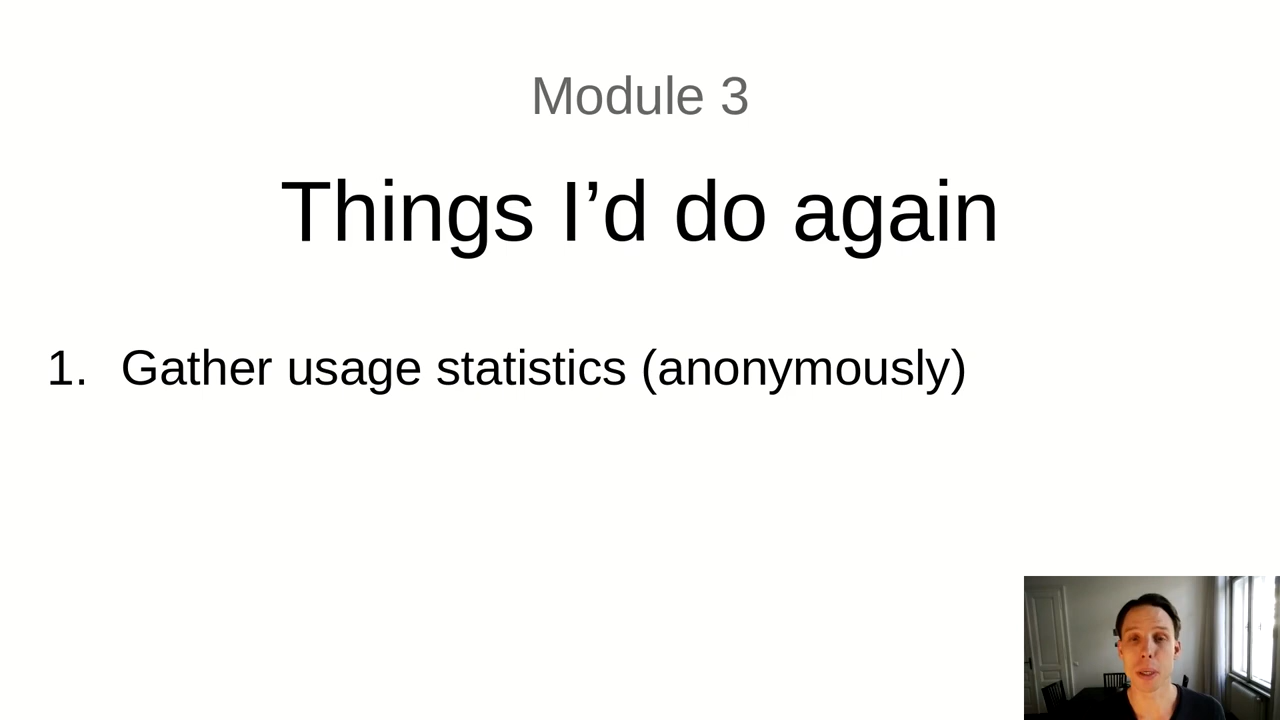 Module 3
Things I’d do again
1. Gather usage statistics (anonymously)